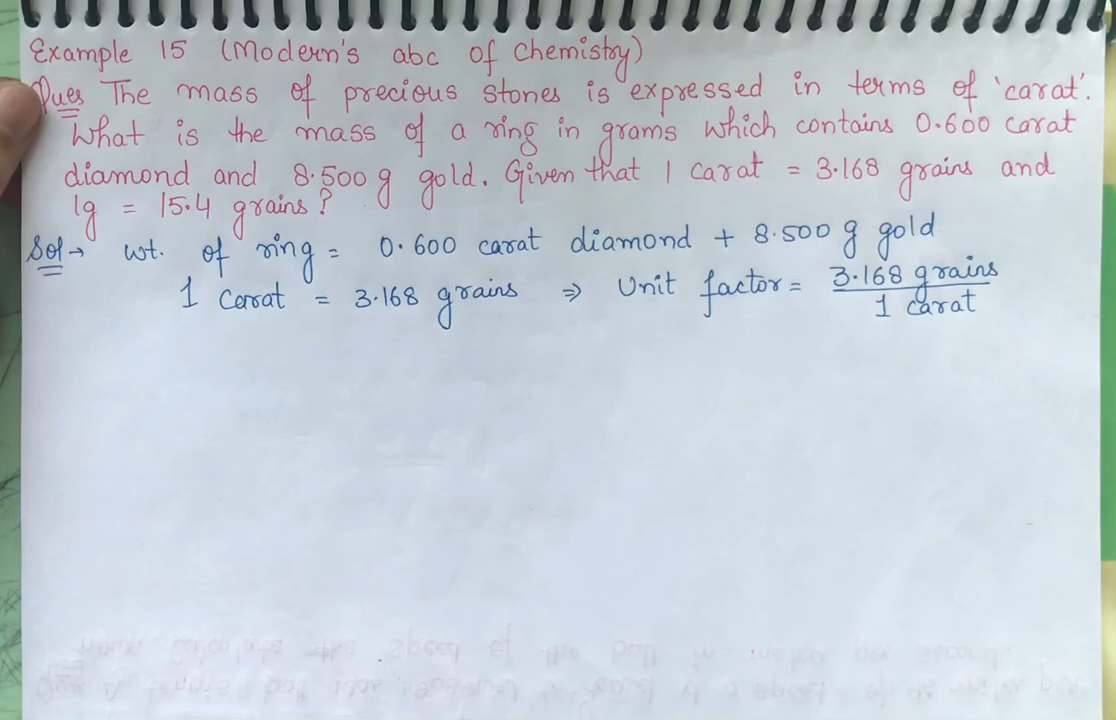 Example 15 (Modern's abc of Chemistry)
Ques The mass of precious stones is expressed in terms of 'carat'.
What is the mass of a ring in grams which contains 0.600 carat
diamond and 8.500 g gold. Given that 1 carat = 3.168 grains and
1g = 15.4 grains?
Sol→ wt. of ring = 0.600 carat diamond + 8.500 g gold
1 Carat = 3.168 grains ⇒ Unit factor = 3.168 grains / 1 carat